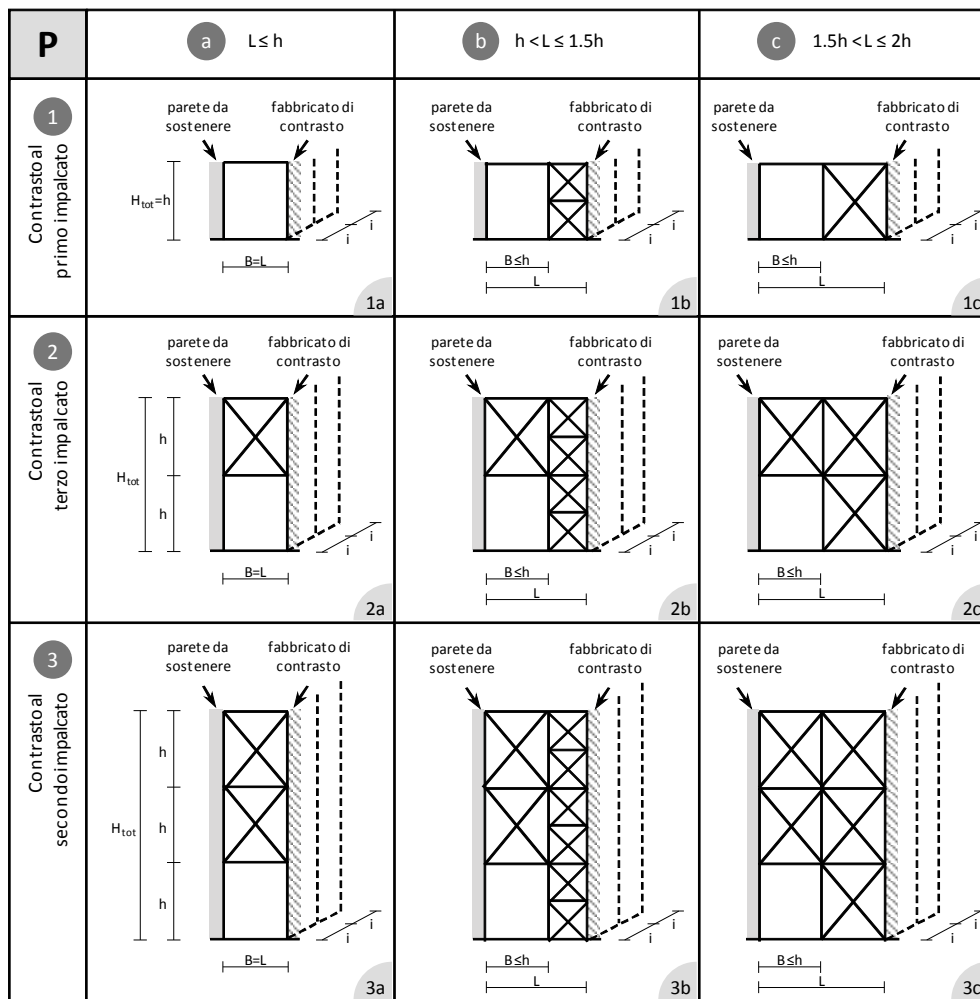 P
a L ≤ h
b h < L ≤ 1.5h
c 1.5h < L ≤ 2h
1
Contrasto al
primo impalcato
parete da
sostenere
fabbricato di
contrasto
Htot=h
i
i
B=L
1a
parete da
sostenere
fabbricato di
contrasto
i
i
B≤h
L
1b
parete da
sostenere
fabbricato di
contrasto
i
i
B≤h
L
1c
2
Contrasto al
terzo impalcato
parete da
sostenere
fabbricato di
contrasto
h
Htot
h
i
i
B=L
2a
parete da
sostenere
fabbricato di
contrasto
i
i
B≤h
L
2b
parete da
sostenere
fabbricato di
contrasto
i
i
B≤h
L
2c
3
Contrasto al
secondo impalcato
parete da
sostenere
fabbricato di
contrasto
h
Htot
h
h
i
i
B=L
3a
parete da
sostenere
fabbricato di
contrasto
i
i
B≤h
L
3b
parete da
sostenere
fabbricato di
contrasto
i
i
B≤h
L
3c